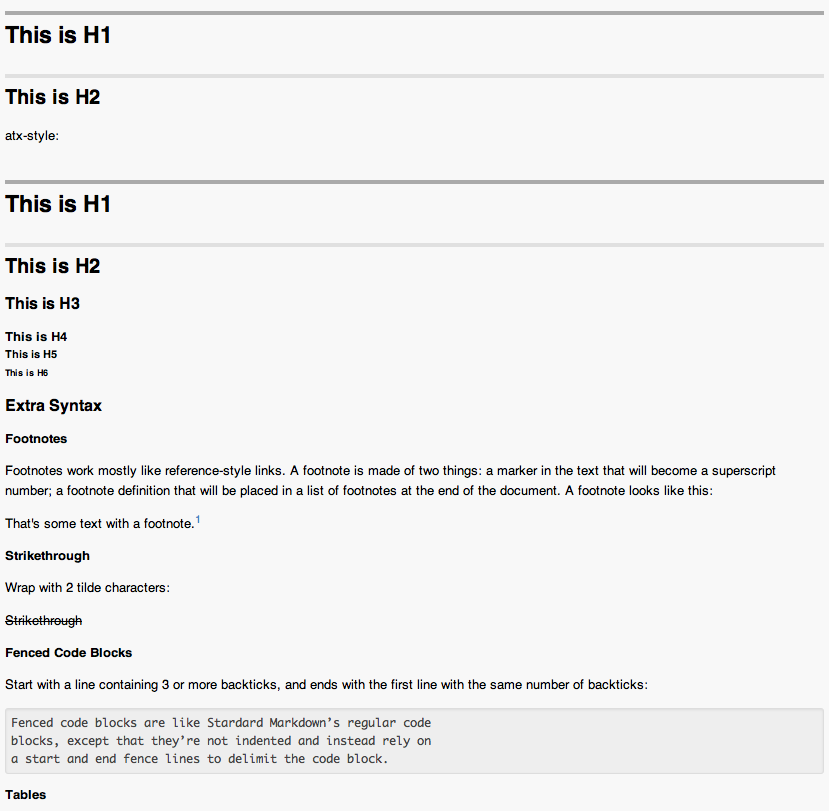 This is H1
This is H2
atx-style:
This is H1
This is H2
This is H3
This is H4
This is H5
This is H6
Extra Syntax
Footnotes
Footnotes work mostly like reference-style links. A footnote is made of two things: a marker in the text that will become a superscript
number; a footnote definition that will be placed in a list of footnotes at the end of the document. A footnote looks like this:
That's some text with a footnote.1
Strikethrough
Wrap with 2 tilde characters:
Strikethrough
Fenced Code Blocks
Start with a line containing 3 or more backticks, and ends with the first line with the same number of backticks:
Fenced code blocks are like Stardard Markdown’s regular code
blocks, except that they’re not indented and instead rely on
a start and end fence lines to delimit the code block.
Tables